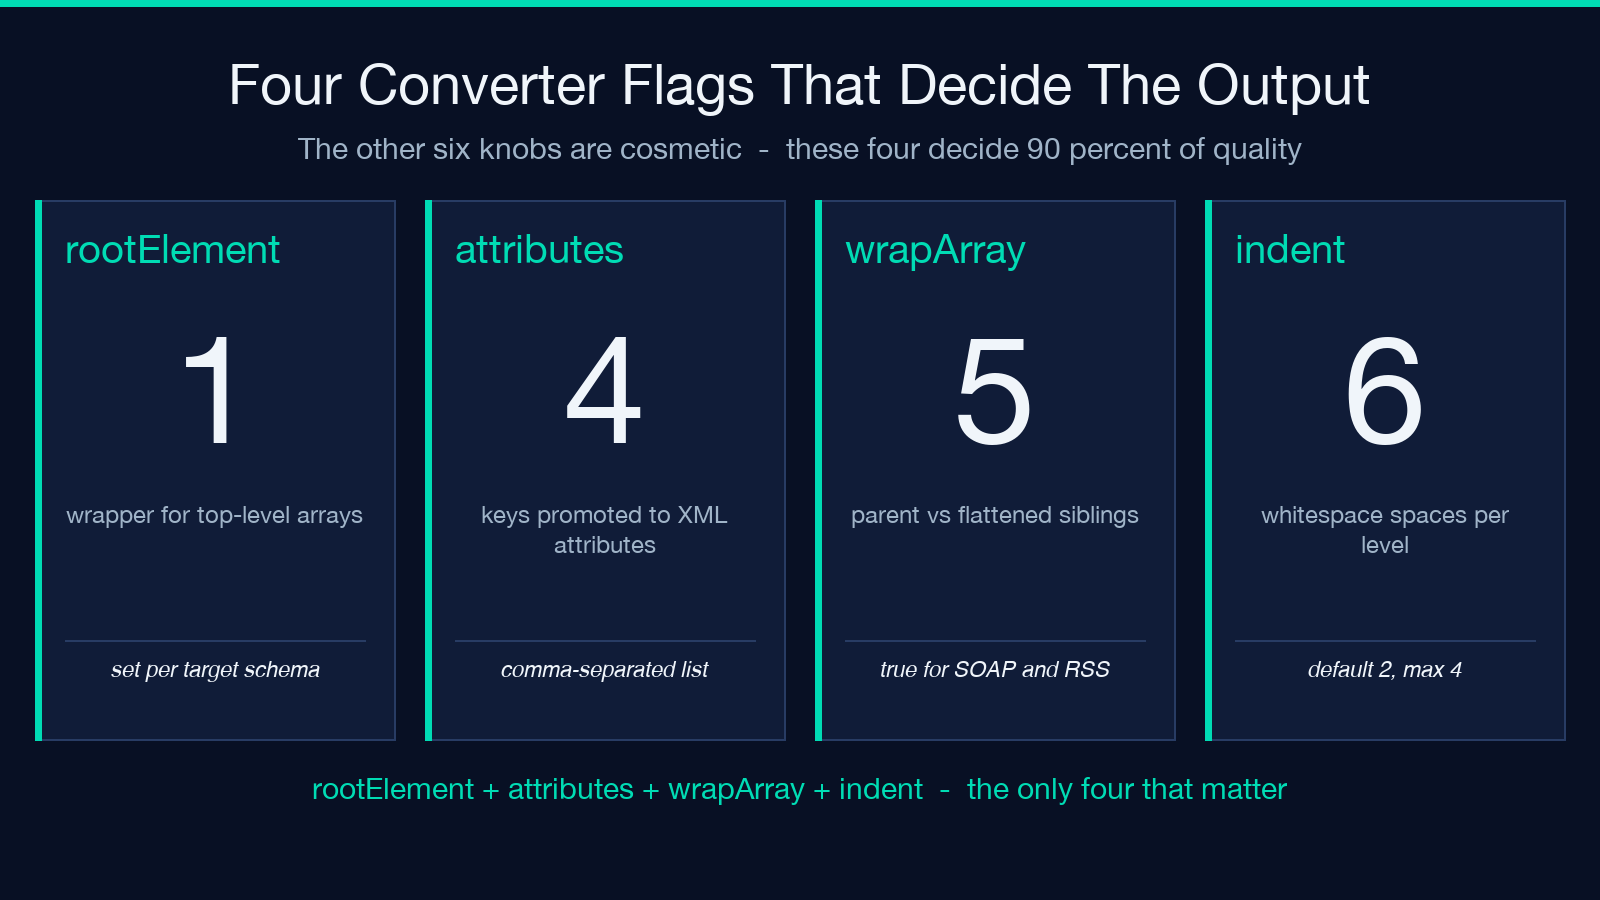 Four Converter Flags That Decide The Output
The other six knobs are cosmetic - these four decide 90 percent of quality
rootElement
1
wrapper for top-level arrays
set per target schema
attributes
4
keys promoted to XML
attributes
comma-separated list
wrapArray
5
parent vs flattened siblings
true for SOAP and RSS
indent
6
whitespace spaces per
level
default 2, max 4
rootElement + attributes + wrapArray + indent - the only four that matter